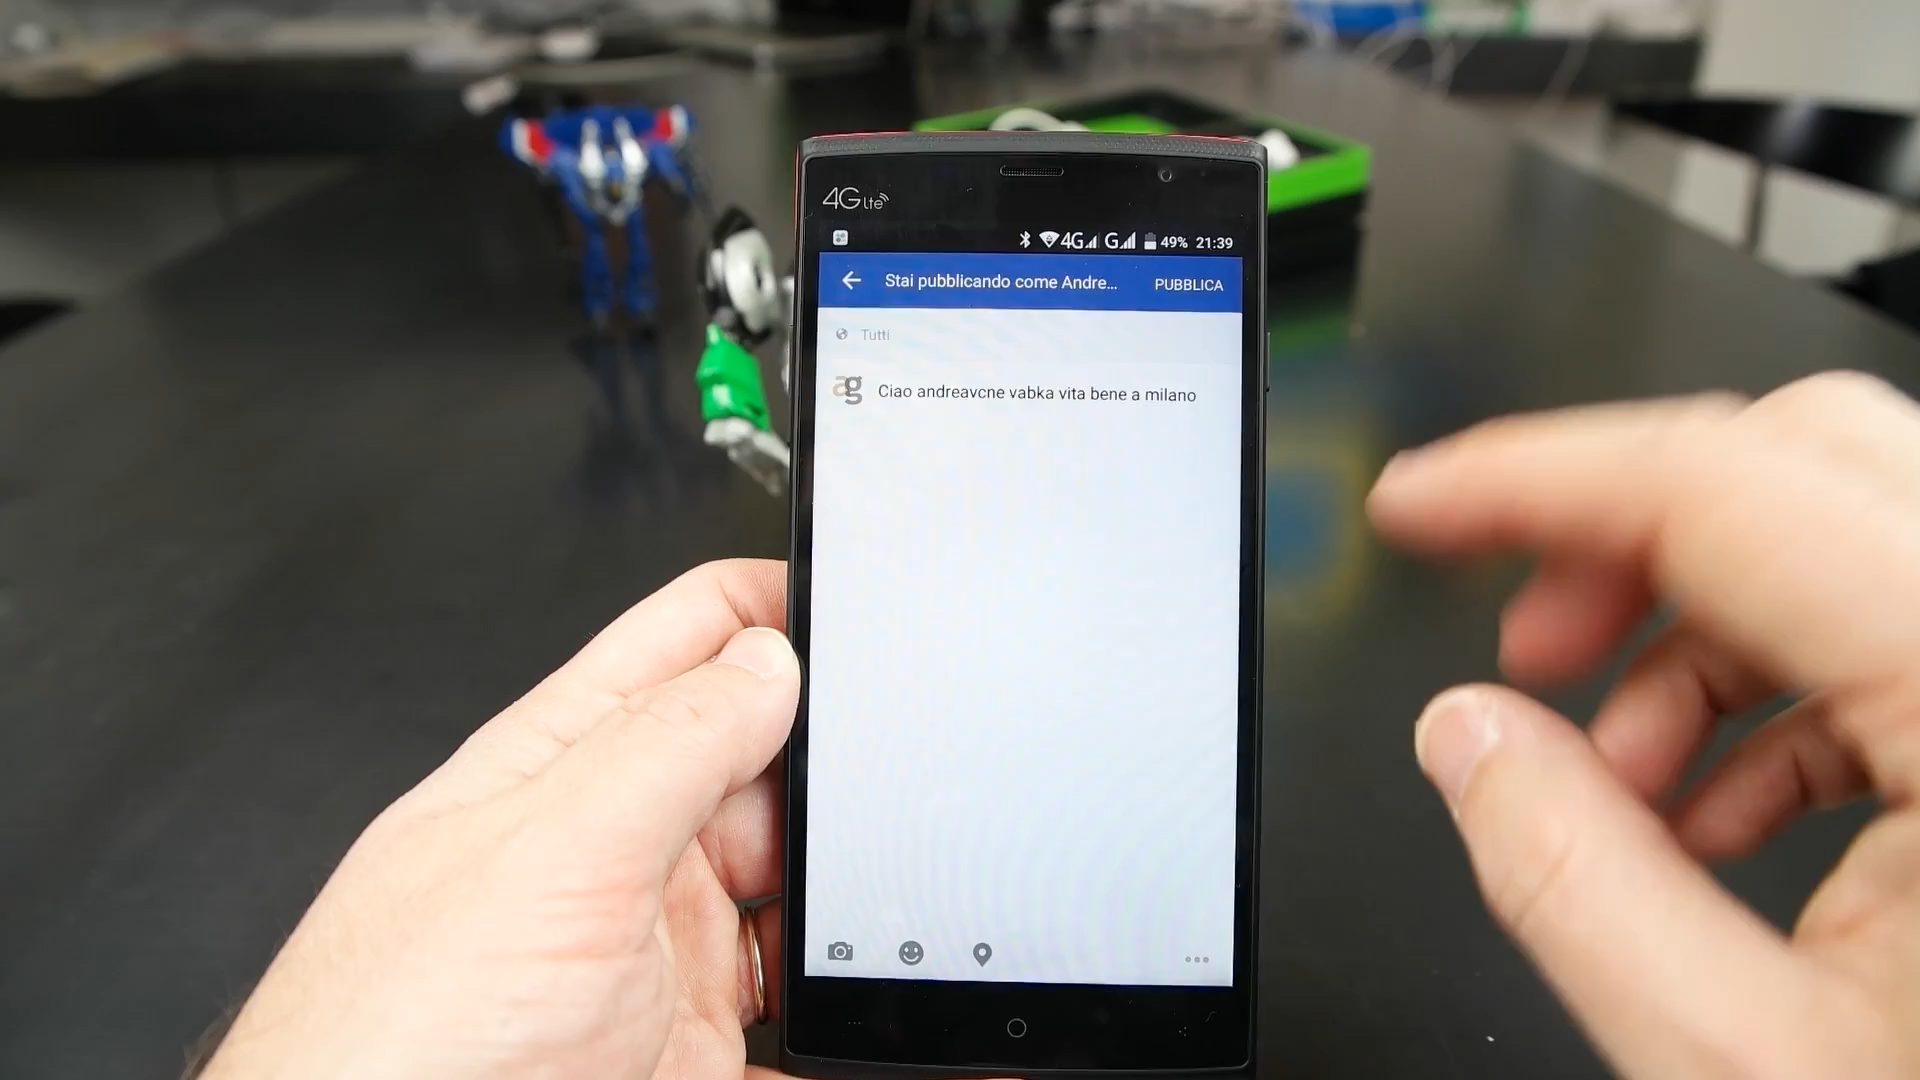 4G Lte
4G G 49% 21:39
Stai pubblicando come Andre... PUBBLICA
Tutti
ag Ciao andreavcne vabka vita bene a milano